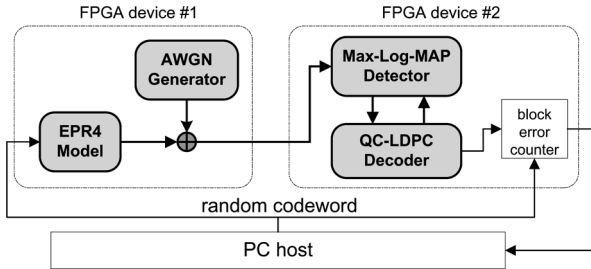 FPGA device #1
FPGA device #2
AWGN
Generator
Max-Log-MAP
Detector
EPR4
Model
QC-LDPC
Decoder
block
error
counter
random codeword
PC host